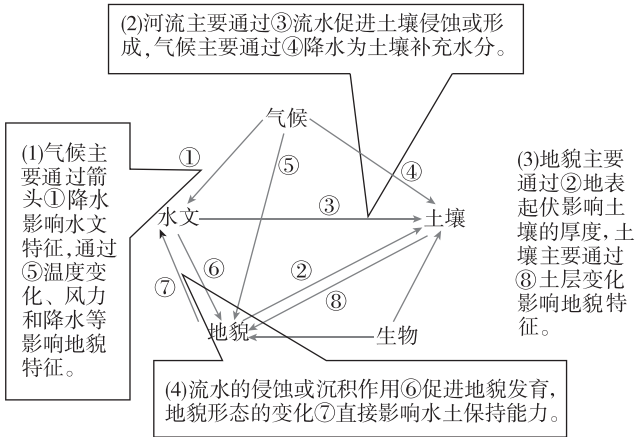 (2)河流主要通过③流水促进土壤侵蚀或形
成，气候主要通过④降水为土壤补充水分。
气候
(1)气候主
要通过箭
头①降水
影响水文
特征，通过
⑤温度变
化、风力
和降水等
影响地貌
特征。
①
⑤
④
水文
③
土壤
(3)地貌主要
通过②地表
起伏影响土
壤的厚度，土
壤主要通过
⑧土层变化
影响地貌特
征。
⑥
②
⑦
⑧
地貌
生物
(4)流水的侵蚀或沉积作用⑥促进地貌发育，
地貌形态的变化⑦直接影响水土保持能力。